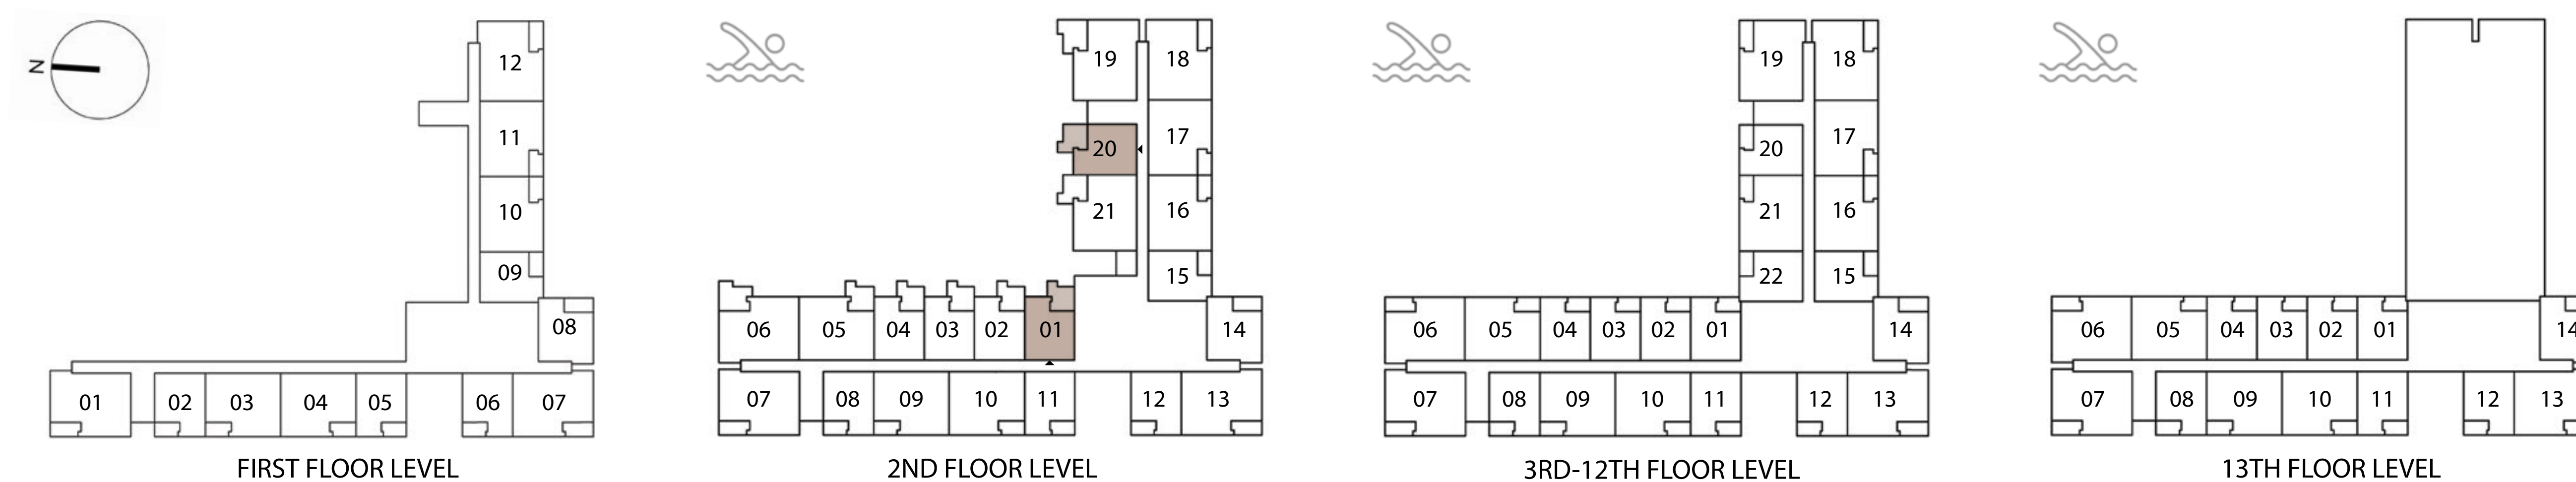 N
12
11
10
09
08
01 02 03 04 05 06 07
FIRST FLOOR LEVEL
19 18
20 17
21 16
15
06 05 04 03 02 01 14
07 08 09 10 11 12 13
2ND FLOOR LEVEL
19 18
20 17
21 16
22 15
06 05 04 03 02 01 14
07 08 09 10 11 12 13
3RD-12TH FLOOR LEVEL
06 05 04 03 02 01 14
07 08 09 10 11 12 13
13TH FLOOR LEVEL